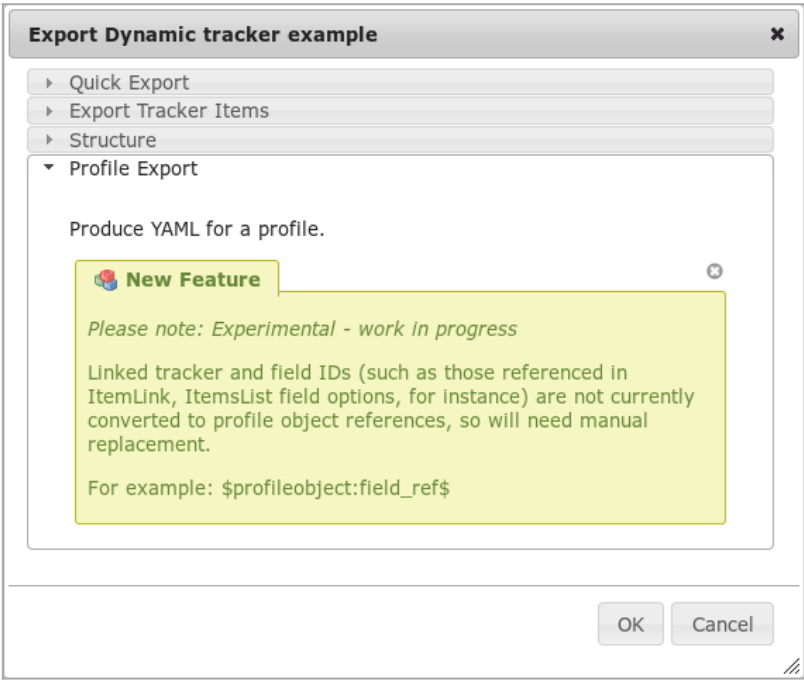 Export Dynamic tracker example
Quick Export
Export Tracker Items
Structure
Profile Export
Produce YAML for a profile.
New Feature
Please note: Experimental - work in progress
Linked tracker and field IDs (such as those referenced in
ItemLink, ItemsList field options, for instance) are not currently
converted to profile object references, so will need manual
replacement.
For example: $profileobject:field_ref$
OK Cancel